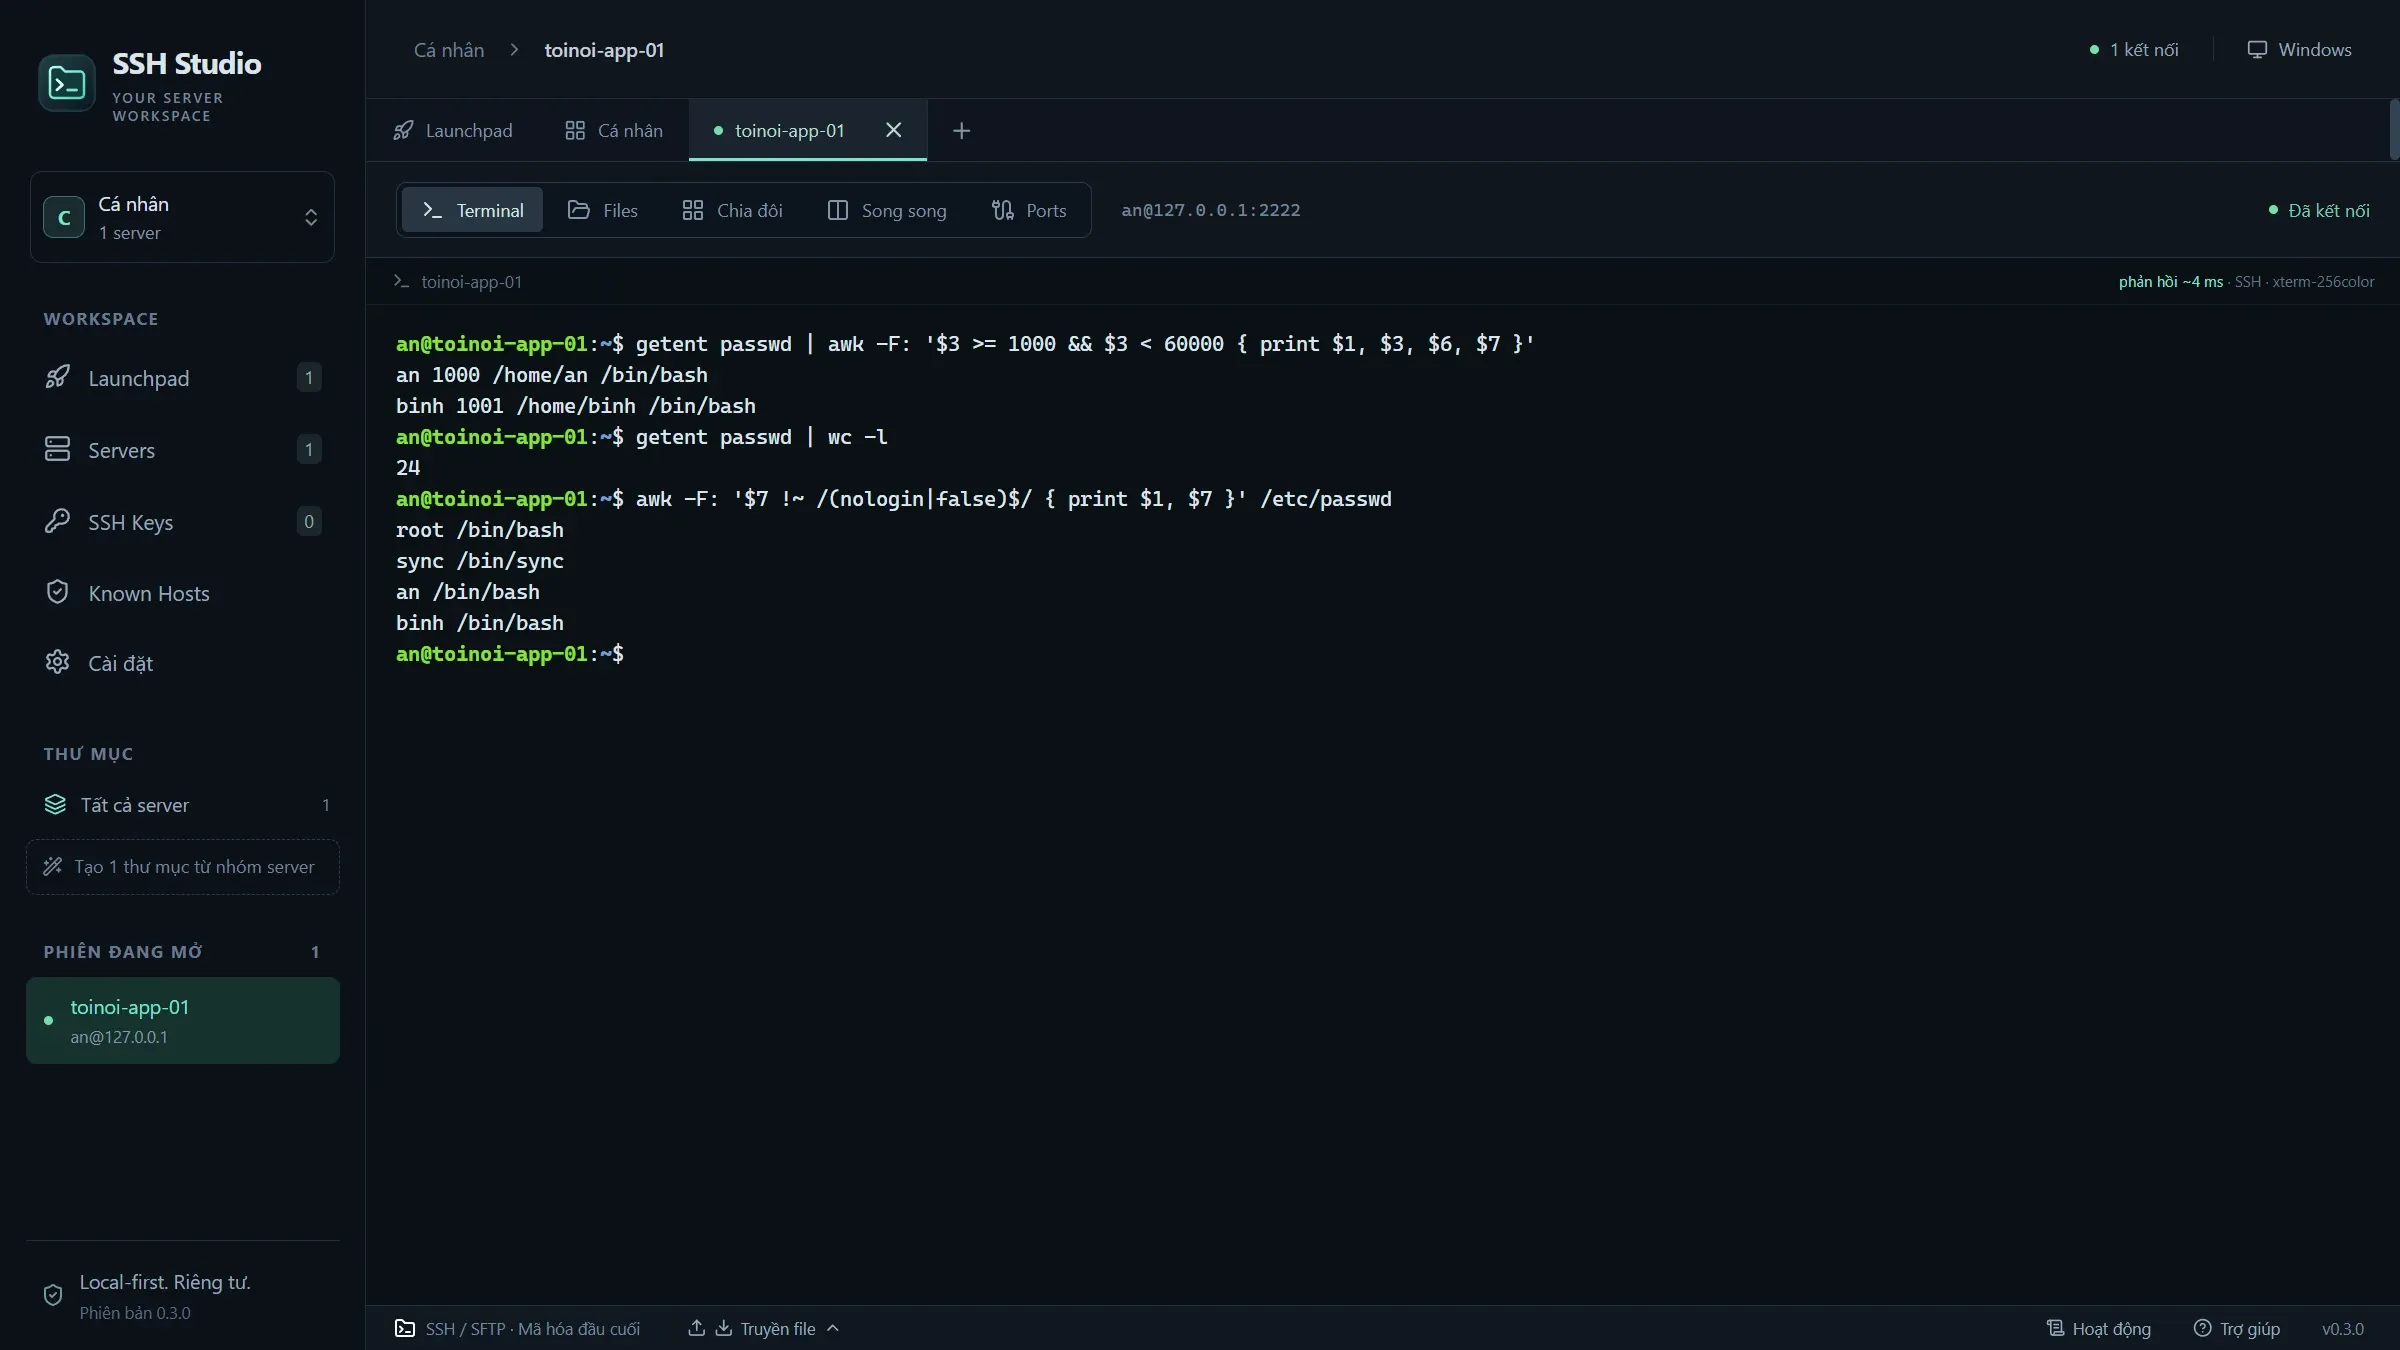 SSH Studio
YOUR SERVER
WORKSPACE
C
Cá nhân
1 server
WORKSPACE
Launchpad 1
Servers 1
SSH Keys 0
Known Hosts
Cài đặt
THƯ MỤC
Tất cả server 1
Tạo 1 thư mục từ nhóm server
PHIÊN ĐANG MỞ 1
toinoi-app-01
an@127.0.0.1
Local-first. Riêng tư.
Phiên bản 0.3.0
Cá nhân > toinoi-app-01
1 kết nối
Windows
Launchpad
Cá nhân
toinoi-app-01
Terminal
Files
Chia đôi
Song song
Ports
an@127.0.0.1:2222
Đã kết nối
toinoi-app-01
phản hồi ~4 ms · SSH · xterm-256color
an@toinoi-app-01:~$ getent passwd | awk -F: '$3 >= 1000 && $3 < 60000 { print $1, $3, $6, $7 }'
an 1000 /home/an /bin/bash
binh 1001 /home/binh /bin/bash
an@toinoi-app-01:~$ getent passwd | wc -l
24
an@toinoi-app-01:~$ awk -F: '$7 !~ /(nologin|false)$/ { print $1, $7 }' /etc/passwd
root /bin/bash
sync /bin/sync
an /bin/bash
binh /bin/bash
an@toinoi-app-01:~$
SSH / SFTP · Mã hóa đầu cuối
Truyền file
Hoạt động
Trợ giúp
v0.3.0